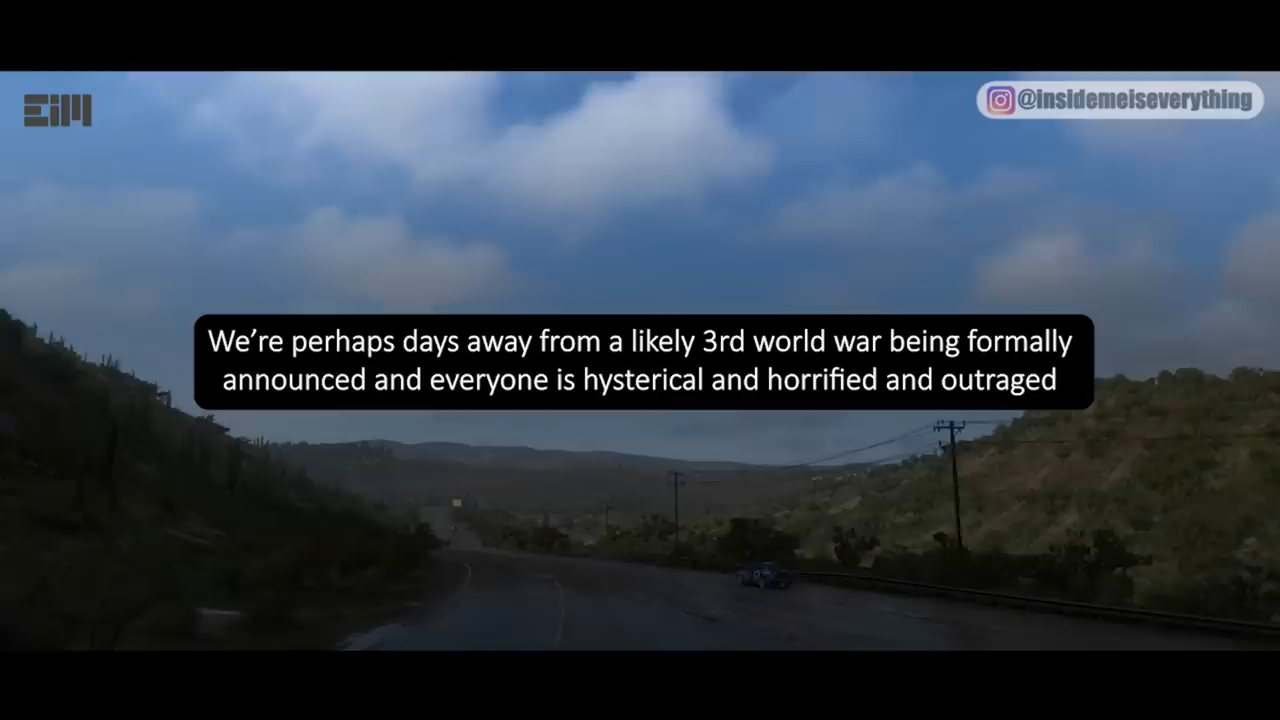 EiM
@insidemeiseverything
We’re perhaps days away from a likely 3rd world war being formally
announced and everyone is hysterical and horrified and outraged